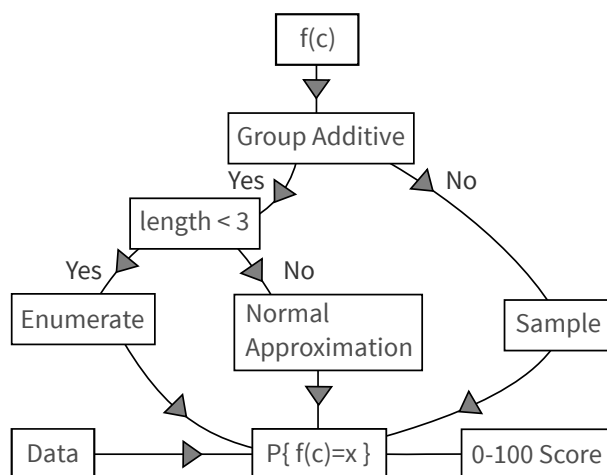 f(c)
Group Additive
Yes
No
length < 3
Yes
No
Enumerate
Normal
Approximation
Sample
Data
P{ f(c)=x }
0-100 Score